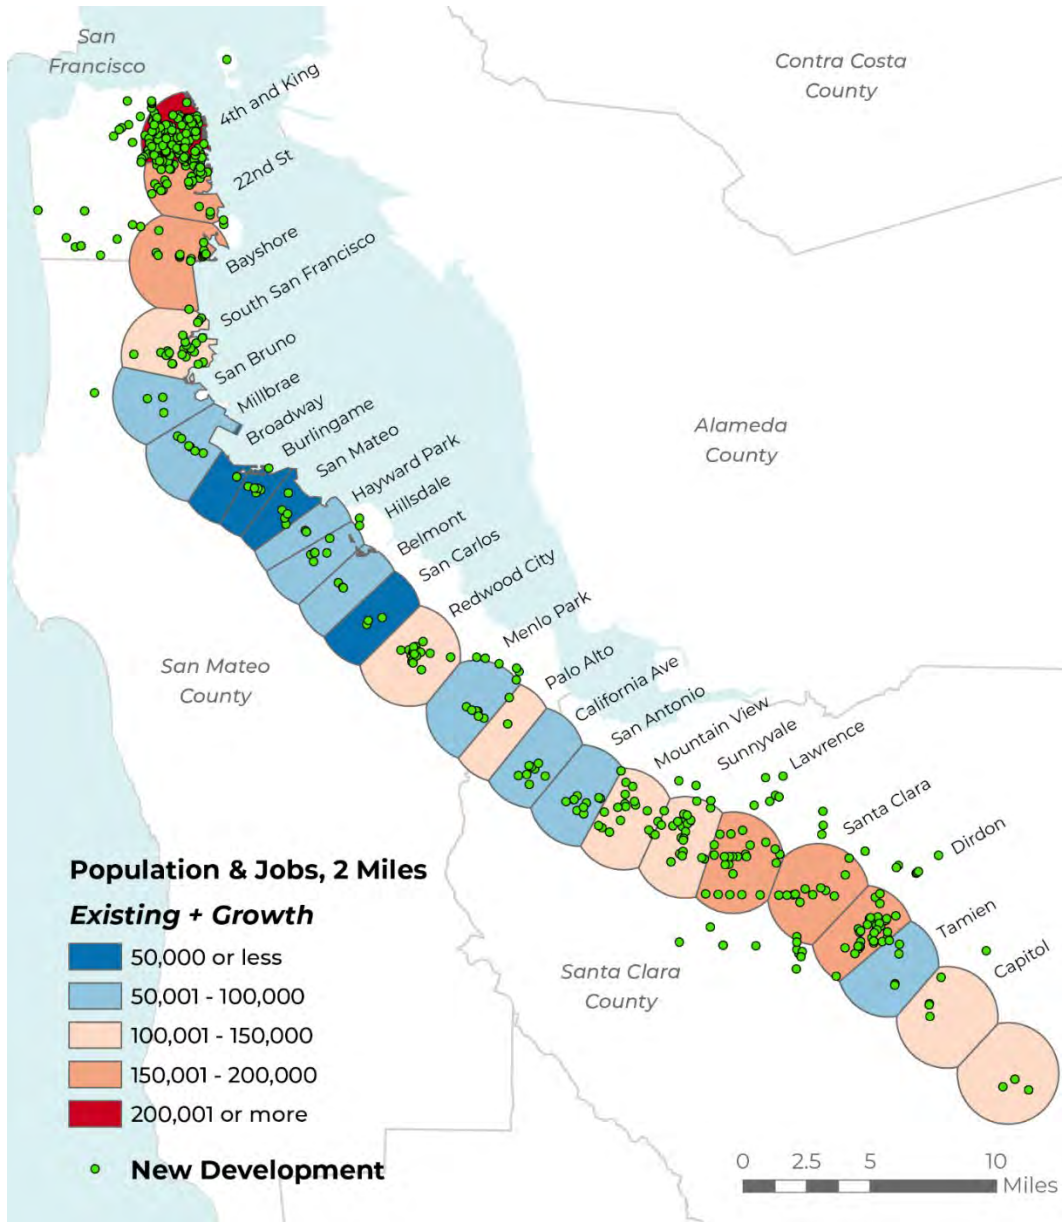 San
Francisco
Contra Costa
County
4th and King
22nd St
Bayshore
South San Francisco
San Bruno
Millbrae
Broadway
Burlingame
San Mateo
Hayward Park
Hillsdale
Belmont
San Carlos
Redwood City
Menlo Park
Palo Alto
California Ave
San Antonio
Mountain View
Sunnyvale
Lawrence
Santa Clara
Dirdon
Tamien
Capitol
Alameda
County
San Mateo
County
Santa Clara
County
Population & Jobs, 2 Miles
Existing + Growth
50,000 or less
50,001 - 100,000
100,001 - 150,000
150,001 - 200,000
200,001 or more
New Development
0 2.5 5 10
Miles